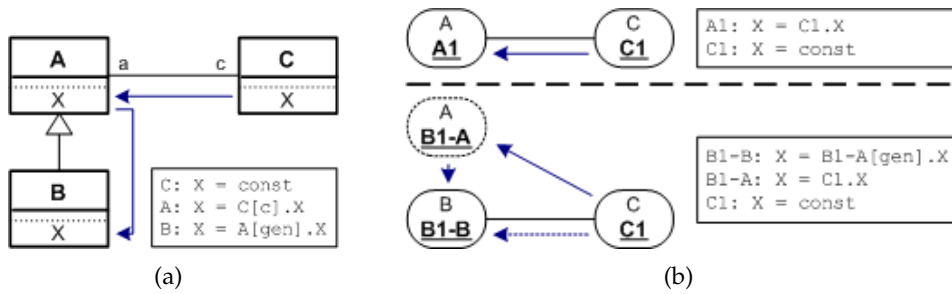 A
a
c
C
X
X
B
X
C: X = const
A: X = C[c].X
B: X = A[gen].X
(a)
A
A1
C
C1
A1: X = C1.X
C1: X = const
A
B1-A
B
B1-B
C
C1
B1-B: X = B1-A[gen].X
B1-A: X = C1.X
C1: X = const
(b)